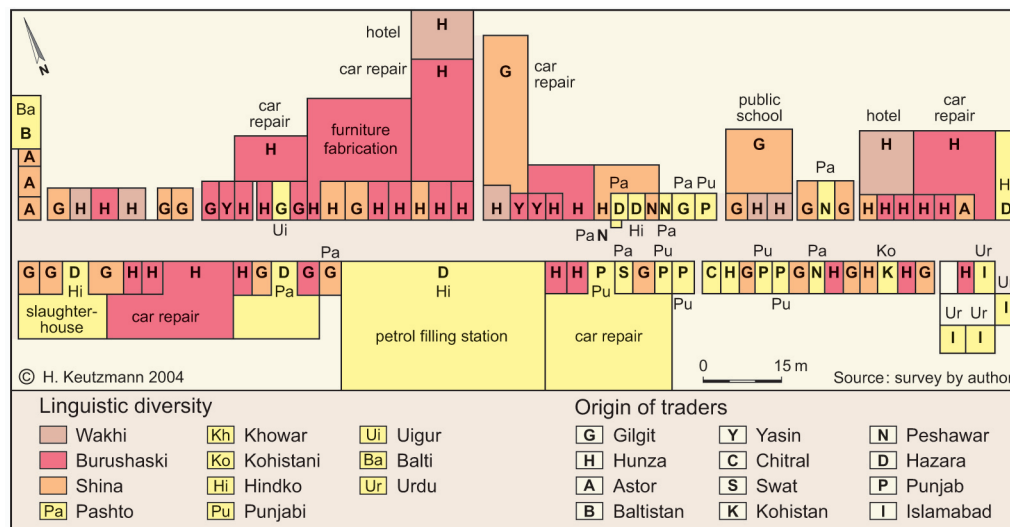 N
hotel
H
car repair
H
car
repair
H
furniture
fabrication
G
car
repair
public
school
G
hotel
H
car
repair
H
Ba
B
A
A
A
G H H H
G G
G Y H H G G H H G H H H H H
Ui
H Y Y H H H D D N N G P
Pa
Pa Pu
Pa N
Hi
Pa
G H H
Pa
G N G
H H H H A
D
G G D G H H H H G D G G
Hi
Pa
Pa
slaughter-
house
car repair
D
Hi
petrol filling station
H H P S G P P
Pu
Pa
Pu
Pu
car repair
C H G P P G N H G H K H G
Pu
Pu
Pa
Ko
Ur
H I
Ur Ur
I I
I
0 15 m
© H. Keutzmann 2004
Source: survey by author
Linguistic diversity
Wakhi
Burushaski
Shina
Pa Pashto
Kh Khowar
Ko Kohistani
Hi Hindko
Pu Punjabi
Ui Uigur
Ba Balti
Ur Urdu
Origin of traders
G Gilgit
H Hunza
A Astor
B Baltistan
Y Yasin
C Chitral
S Swat
K Kohistan
N Peshawar
D Hazara
P Punjab
I Islamabad